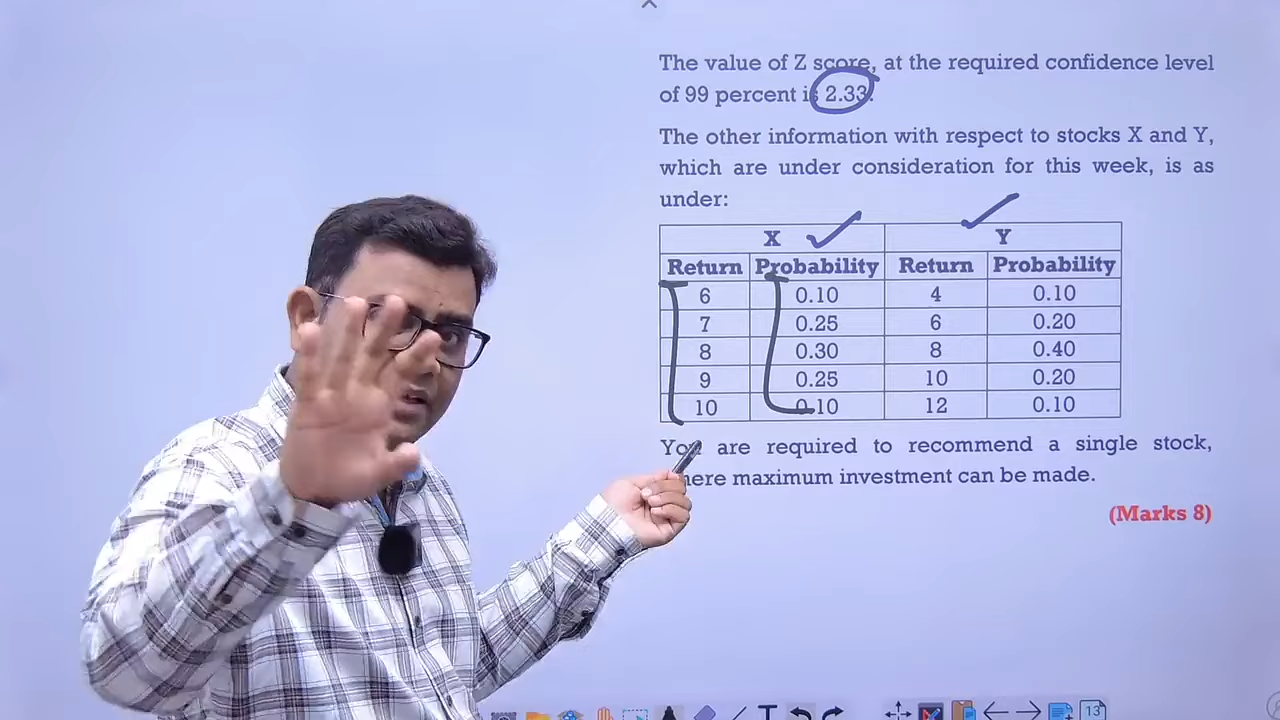 The value of Z score, at the required confidence level
of 99 percent is 2.33.
The other information with respect to stocks X and Y,
which are under consideration for this week, is as
under:
X Y
Return Probability Return Probability
6 0.10 4 0.10
7 0.25 6 0.20
8 0.30 8 0.40
9 0.25 10 0.20
10 0.10 12 0.10
You are required to recommend a single stock,
where maximum investment can be made.
(Marks 8)
13